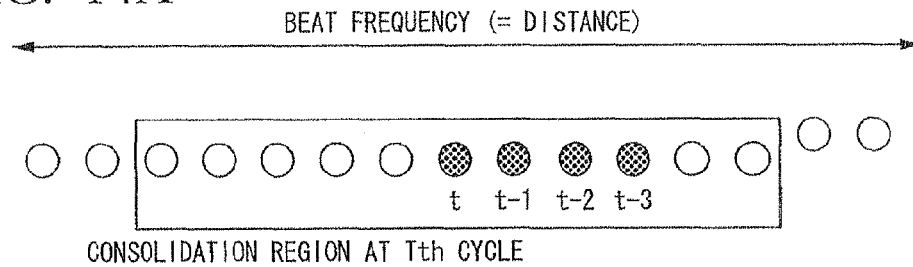 BEAT FREQUENCY (= DISTANCE)
t t-1 t-2 t-3
CONSOLIDATION REGION AT Tth CYCLE